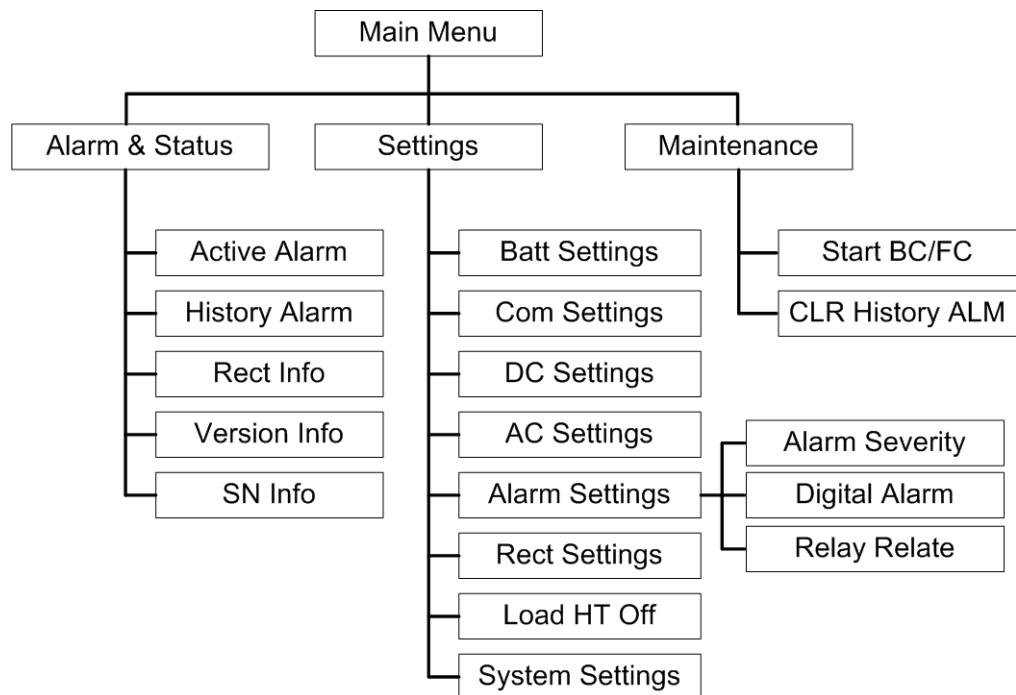 Main Menu
Alarm & Status
Settings
Maintenance
Active Alarm
History Alarm
Rect Info
Version Info
SN Info
Batt Settings
Com Settings
DC Settings
AC Settings
Alarm Settings
Rect Settings
Load HT Off
System Settings
Start BC/FC
CLR History ALM
Alarm Severity
Digital Alarm
Relay Relate